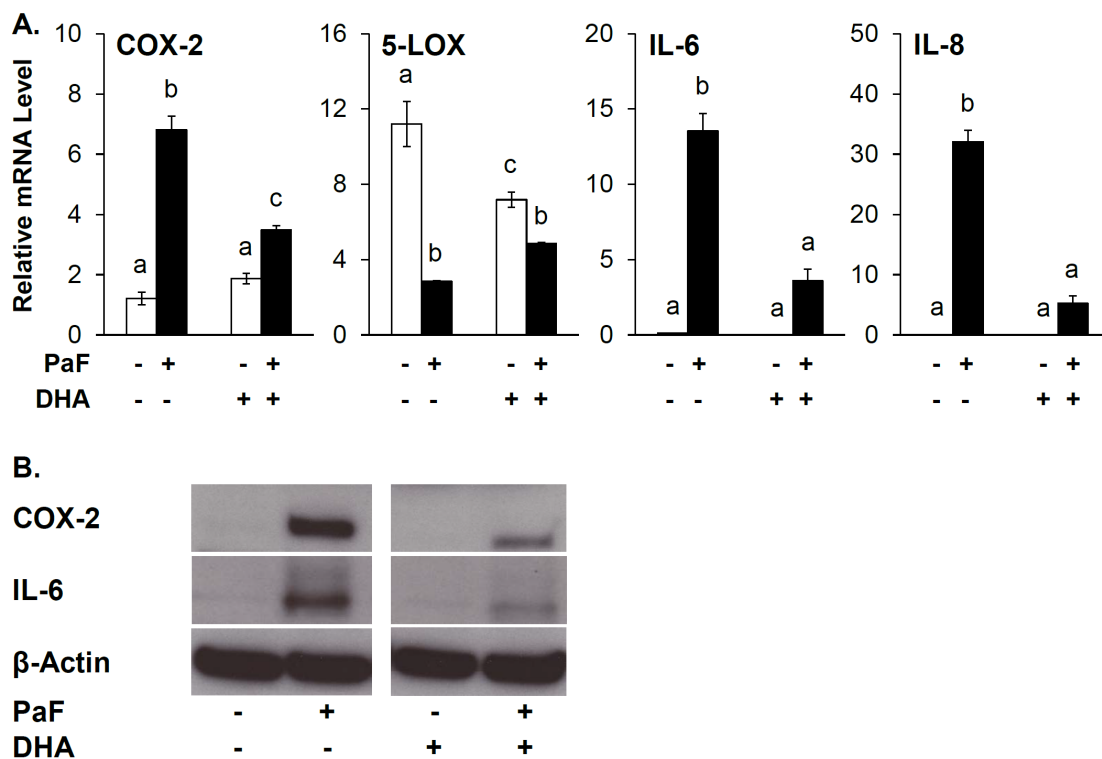 A.
COX-2
5-LOX
IL-6
IL-8
Relative mRNA Level
10
8
6
4
2
0
a
b
a
c
16
12
8
4
0
a
b
c
b
20
15
10
5
0
a
b
a
a
50
40
30
20
10
0
a
b
a
a
PaF - + - + - + - + - + - + - + - +
DHA - - + + - - + + - - + + - - + +
B.
COX-2
IL-6
β-Actin
PaF - + - +
DHA - - + +